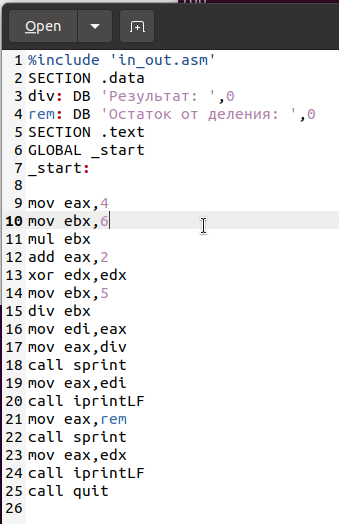 Open
1 %include 'in_out.asm'
2 SECTION .data
3 div: DB 'Результат: ',0
4 rem: DB 'Остаток от деления: ',0
5 SECTION .text
6 GLOBAL _start
7 _start:
8
9 mov eax,4
10 mov ebx,6
11 mul ebx
12 add eax,2
13 xor edx,edx
14 mov ebx,5
15 div ebx
16 mov edi,eax
17 mov eax,div
18 call sprint
19 mov eax,edi
20 call iprintLF
21 mov eax,rem
22 call sprint
23 mov eax,edx
24 call iprintLF
25 call quit
26